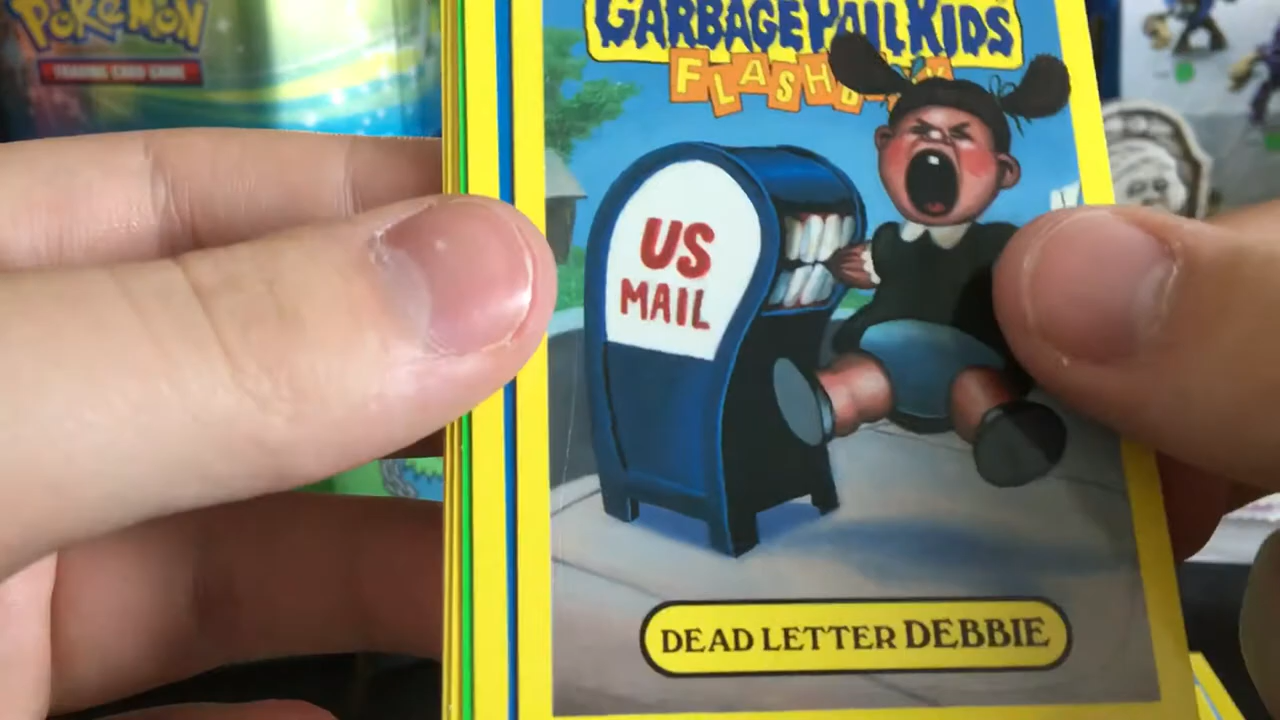 POKéMON
TRADING CARD GAME
GARBAGE PAIL KIDS
US
MAIL
DEAD LETTER DEBBIE